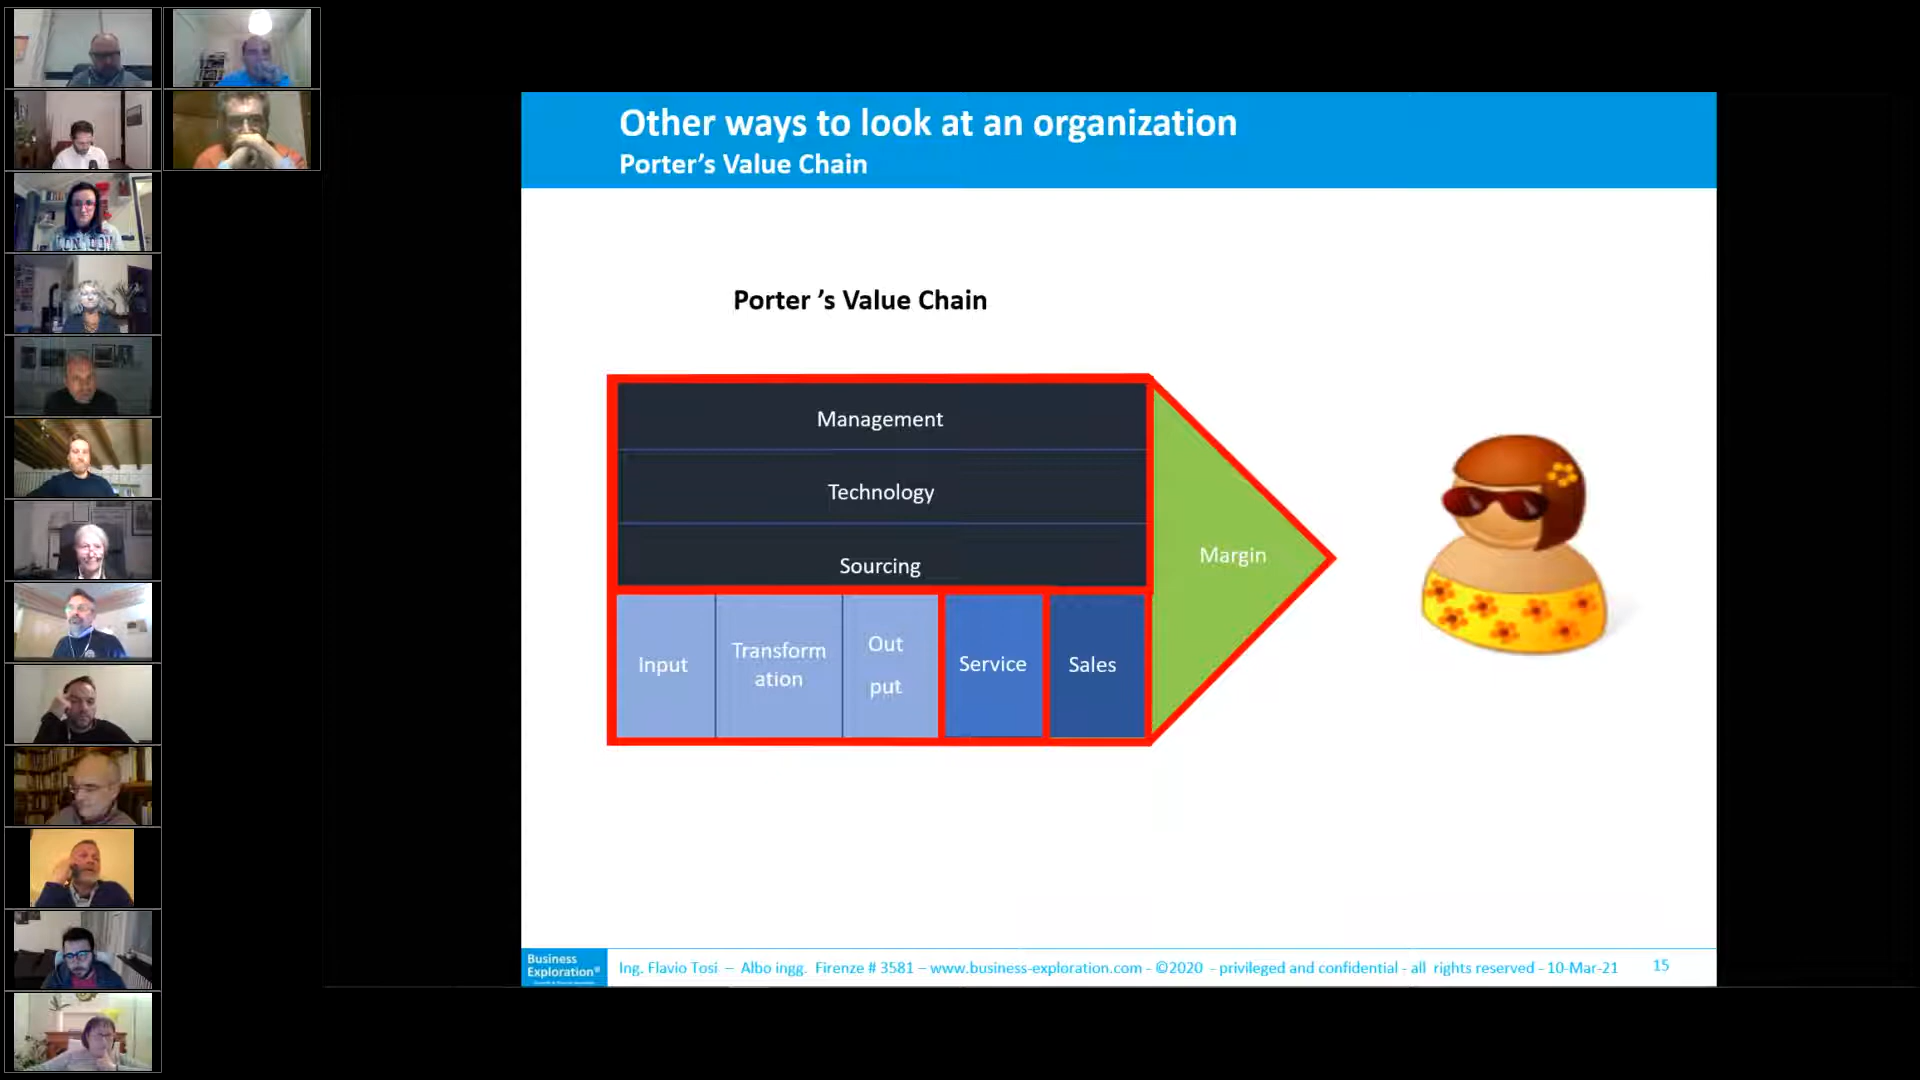 Other ways to look at an organization
Porter’s Value Chain
Porter ’s Value Chain
Management
Technology
Sourcing
Margin
Input
Transform
ation
Out
put
Service
Sales
Business
Exploration®
Ing. Flavio Tosi – Albo ingg. Firenze # 3581 – www.business-exploration.com - ©2020 - privileged and confidential - all rights reserved - 10-Mar-21
15
LONDON